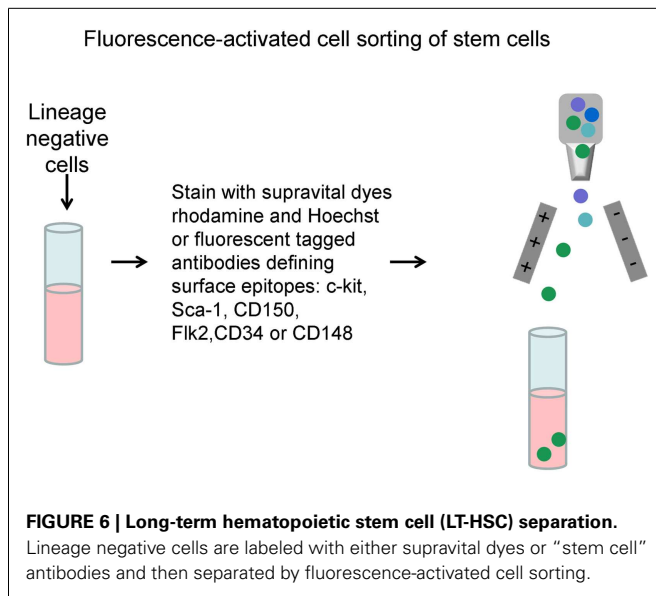 Fluorescence-activated cell sorting of stem cells
Lineage
negative
cells
Stain with supravital dyes
rhodamine and Hoechst
or fluorescent tagged
antibodies defining
surface epitopes: c-kit,
Sca-1, CD150,
Flk2,CD34 or CD148
+
+
+
-
-
-
FIGURE 6 | Long-term hematopoietic stem cell (LT-HSC) separation.
Lineage negative cells are labeled with either supravital dyes or “stem cell”
antibodies and then separated by fluorescence-activated cell sorting.